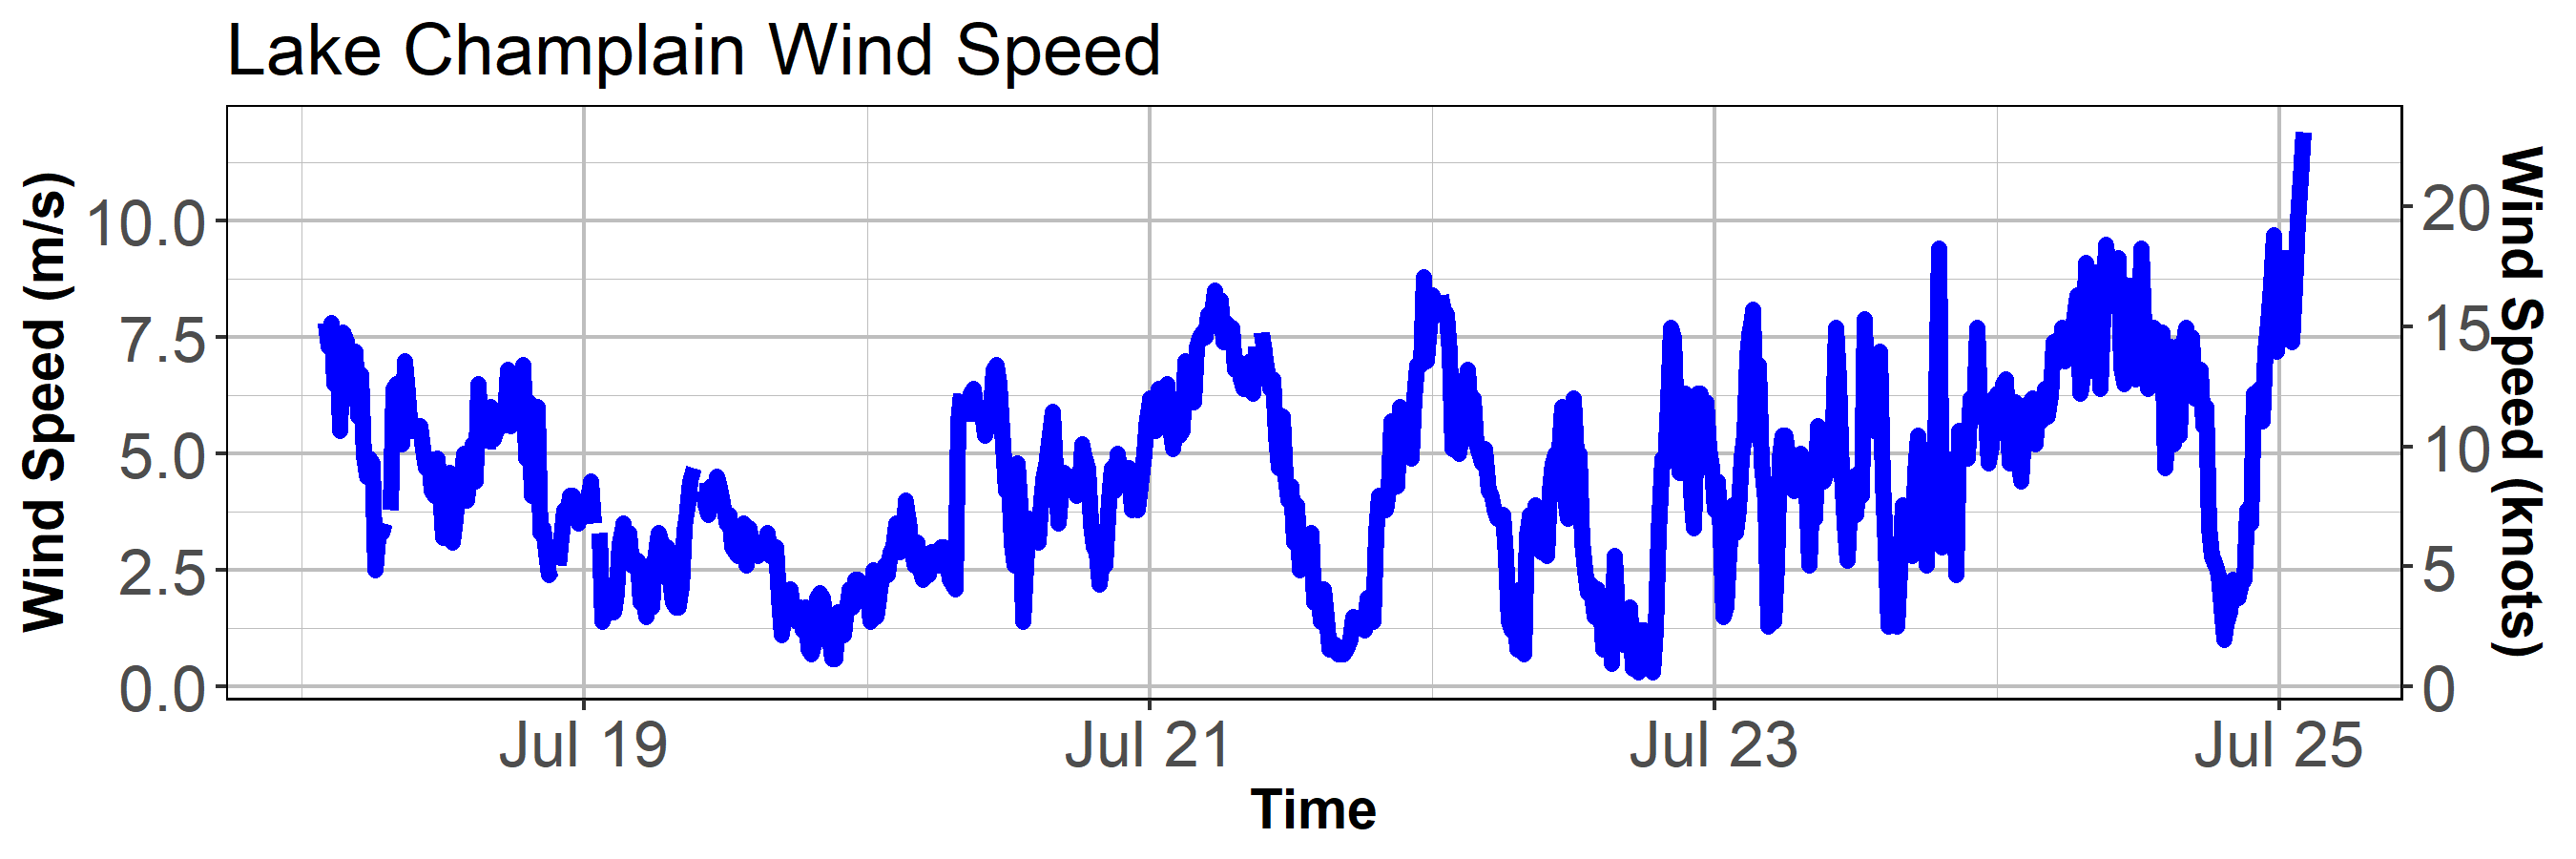 Lake Champlain Wind Speed
Wind Speed (m/s)
10.0
7.5
5.0
2.5
0.0
20
15
10
5
0
Wind Speed (knots)
Jul 19
Jul 21
Jul 23
Jul 25
Time